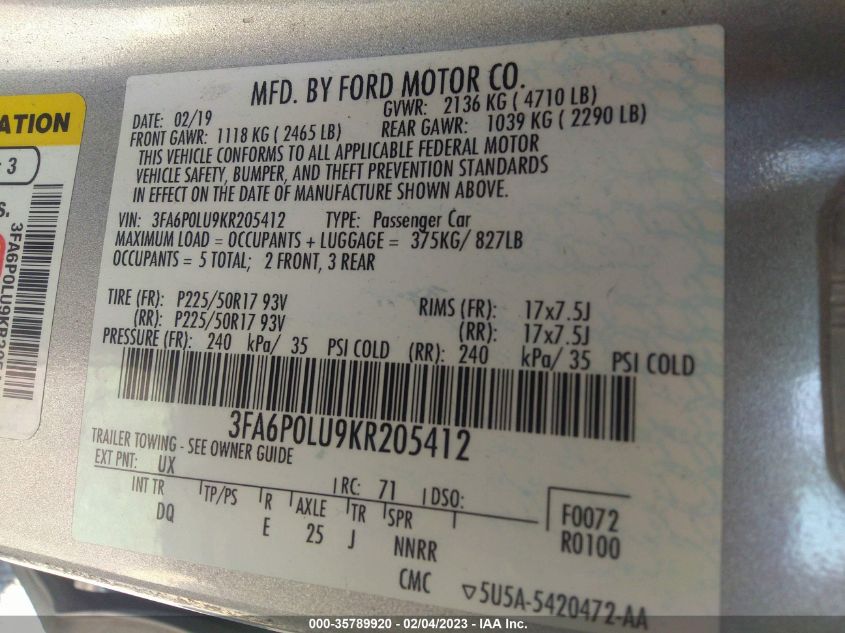 MFD. BY FORD MOTOR CO.
DATE: 02/19 GVWR: 2136 KG ( 4710 LB)
FRONT GAWR: 1118 KG ( 2465 LB) REAR GAWR: 1039 KG ( 2290 LB)
THIS VEHICLE CONFORMS TO ALL APPLICABLE FEDERAL MOTOR
VEHICLE SAFETY, BUMPER, AND THEFT PREVENTION STANDARDS
IN EFFECT ON THE DATE OF MANUFACTURE SHOWN ABOVE.
VIN: 3FA6P0LU9KR205412 TYPE: Passenger Car
MAXIMUM LOAD = OCCUPANTS + LUGGAGE = 375KG/ 827LB
OCCUPANTS = 5 TOTAL; 2 FRONT, 3 REAR
TIRE (FR): P225/50R17 93V RIMS (FR): 17x7.5J
(RR): P225/50R17 93V (RR): 17x7.5J
PRESSURE (FR): 240 kPa/ 35 PSI COLD (RR): 240 kPa/ 35 PSI COLD
3FA6P0LU9KR205412
TRAILER TOWING - SEE OWNER GUIDE
EXT PNT: UX RC: 71 DSO:
INT TR TP/PS R AXLE TR SPR F0072
DQ E 25 J NNRR R0100
CMC ▽5U5A-5420472-AA
ATION
3
S.
3FA6P0LU9KR205
000-35789920 - 02/04/2023 - IAA Inc.